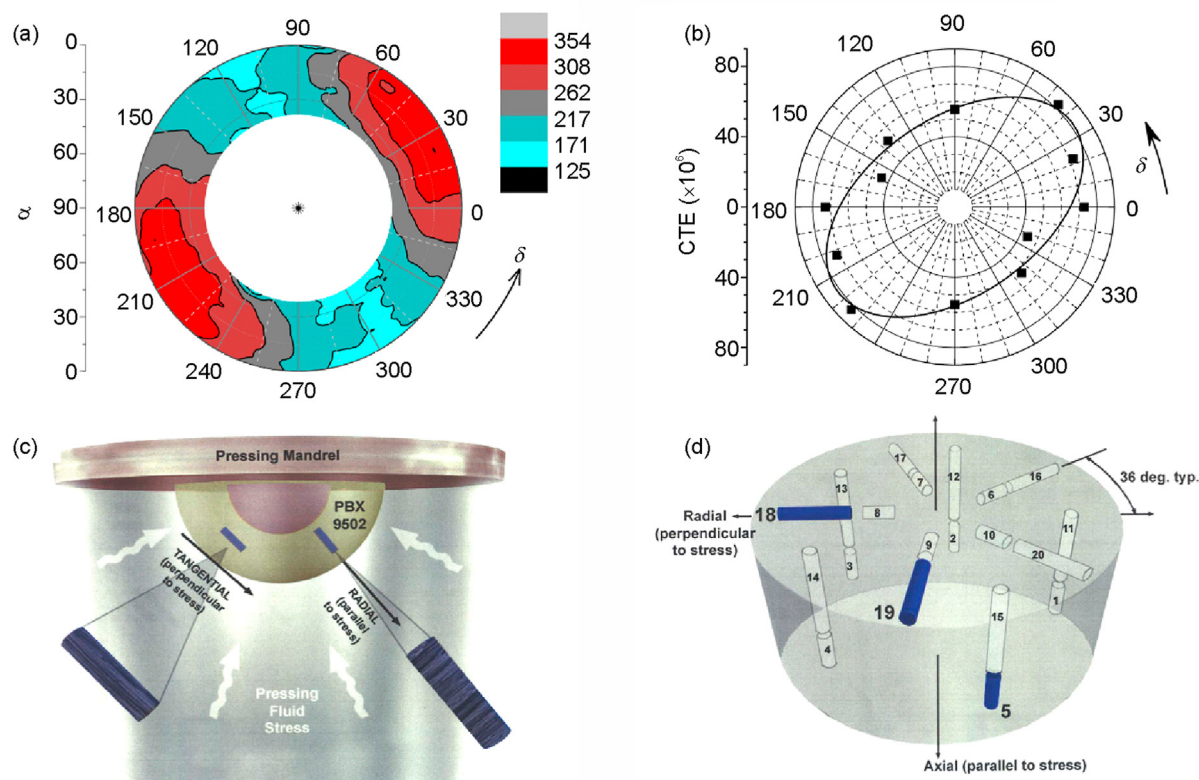 (a)
0
30
60
90
60
30
0
α
90
60
30
0
330
300
270
240
210
180
150
120
δ
354
308
262
217
171
125
(b)
80
40
0
40
80
CTE (×10⁶)
90
60
30
0
330
300
270
240
210
180
150
120
δ
(c)
Pressing Mandrel
PBX
9502
TANGENTIAL
(perpendicular
to stress)
RADIAL
(parallel
to stress)
Pressing
Fluid
Stress
(d)
17
7
12
16
6
36 deg. typ.
13
18
8
Radial
(perpendicular
to stress)
11
10
2
9
20
3
14
19
15
1
4
5
Axial (parallel to stress)